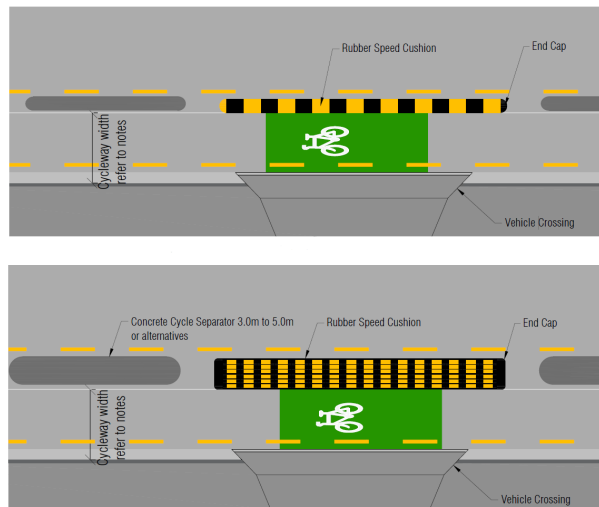 Rubber Speed Cushion
End Cap
Cycleway width
refer to notes
Vehicle Crossing
Concrete Cycle Separator 3.0m to 5.0m
or alternatives
Rubber Speed Cushion
End Cap
Cycleway width
refer to notes
Vehicle Crossing